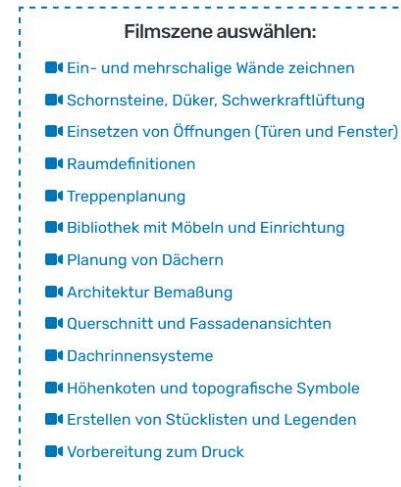 Filmszene auswählen:
Ein- und mehrschalige Wände zeichnen
Schornsteine, Düker, Schwerkraftlüftung
Einsetzen von Öffnungen (Türen und Fenster)
Raumdefinitionen
Treppenplanung
Bibliothek mit Möbeln und Einrichtung
Planung von Dächern
Architektur Bemaßung
Querschnitt und Fassadenansichten
Dachrinnensysteme
Höhenkoten und topografische Symbole
Erstellen von Stücklisten und Legenden
Vorbereitung zum Druck